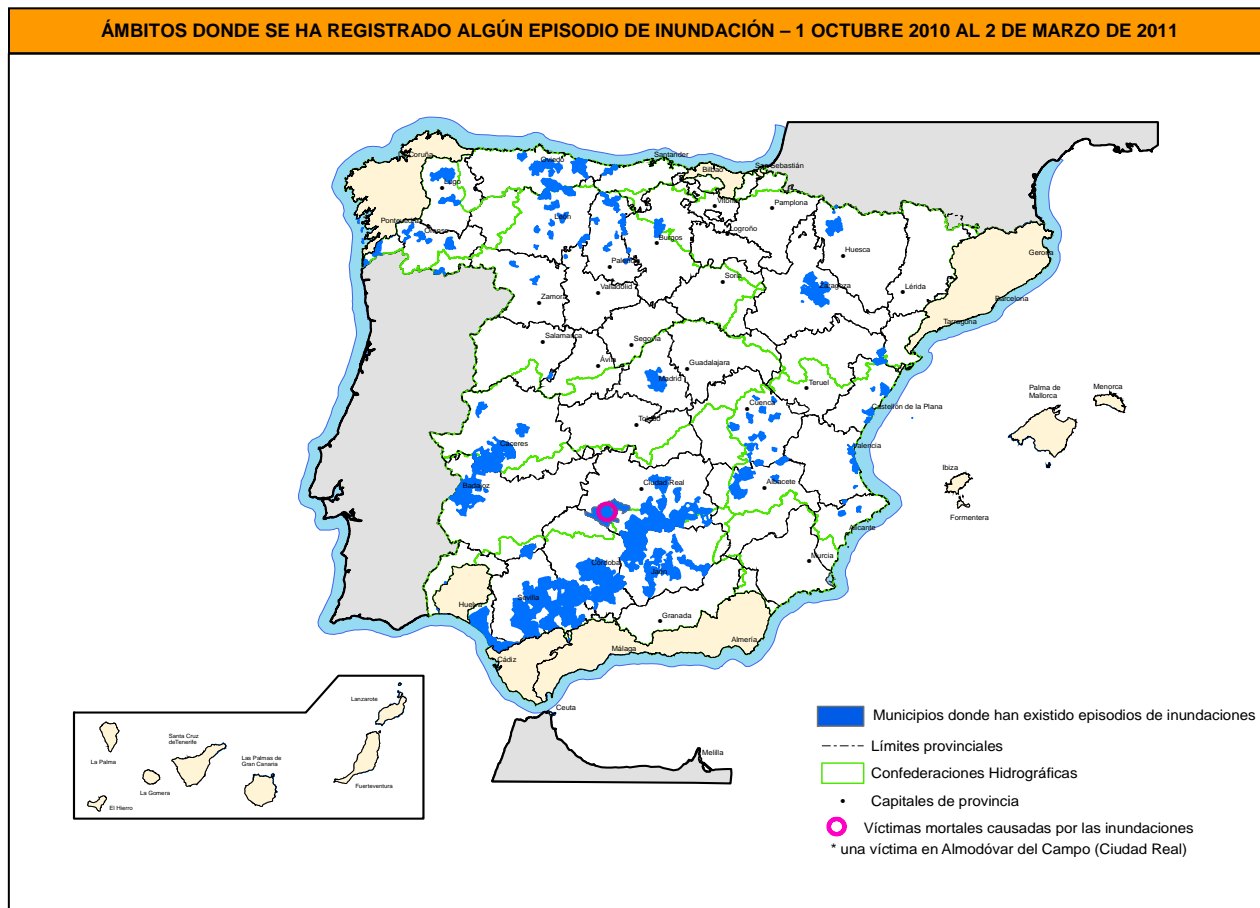 ÁMBITOS DONDE SE HA REGISTRADO ALGÚN EPISODIO DE INUNDACIÓN – 1 OCTUBRE 2010 AL 2 DE MARZO DE 2011
Coruña
Lugo
Oviedo
Santander
Bilbao
San Sebastián
Vitoria
Pamplona
Pontevedra
Orense
León
Burgos
Logroño
Huesca
Gerona
Palencia
Soria
Zamora
Valladolid
Zaragoza
Lérida
Barcelona
Tarragona
Salamanca
Segovia
Ávila
Guadalajara
Madrid
Teruel
Palma de
Mallorca
Menorca
Cuenca
Castellón de la Plana
Toledo
Cáceres
Valencia
Ibiza
Badajoz
Ciudad-Real
Albacete
Formentera
Alicante
Córdoba
Jaén
Murcia
Sevilla
Huelva
Granada
Almería
Málaga
Cádiz
Ceuta
Melilla
Lanzarote
Santa Cruz
deTenerife
Las Palmas de
Gran Canaria
La Palma
La Gomera
Fuerteventura
El Hierro
Municipios donde han existido episodios de inundaciones
Límites provinciales
Confederaciones Hidrográficas
Capitales de provincia
Víctimas mortales causadas por las inundaciones
* una víctima en Almodóvar del Campo (Ciudad Real)